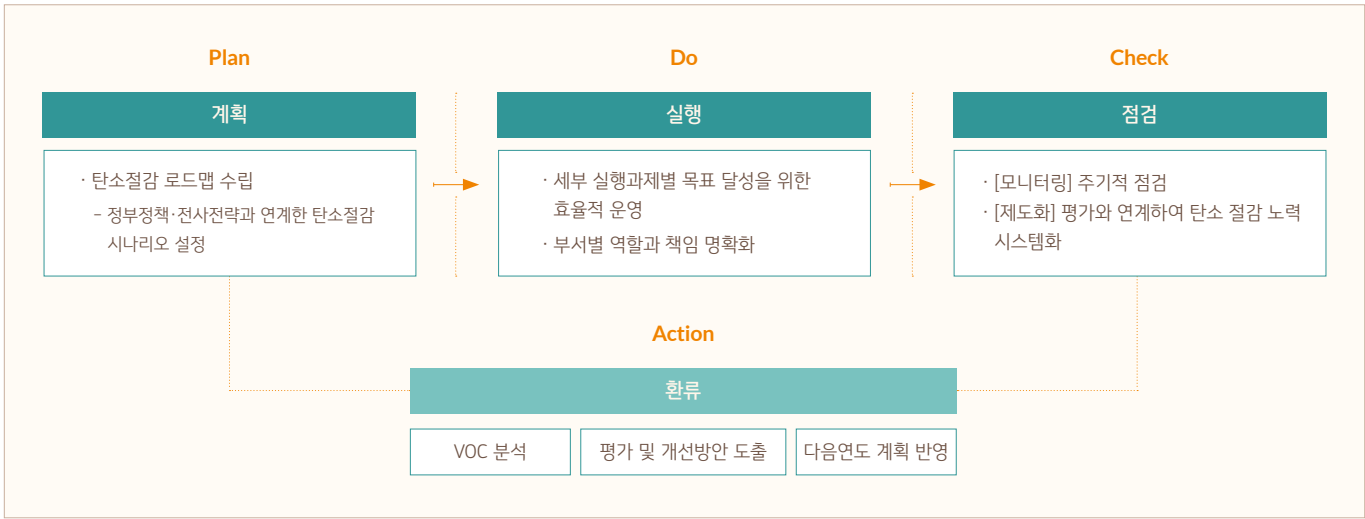 Plan
계획
· 탄소절감 로드맵 수립
– 정부정책·전사전략과 연계한 탄소절감
시나리오 설정
Do
실행
· 세부 실행과제별 목표 달성을 위한
효율적 운영
· 부서별 역할과 책임 명확화
Check
점검
· [모니터링] 주기적 점검
· [제도화] 평가와 연계하여 탄소 절감 노력
시스템화
Action
환류
VOC 분석
평가 및 개선방안 도출
다음연도 계획 반영